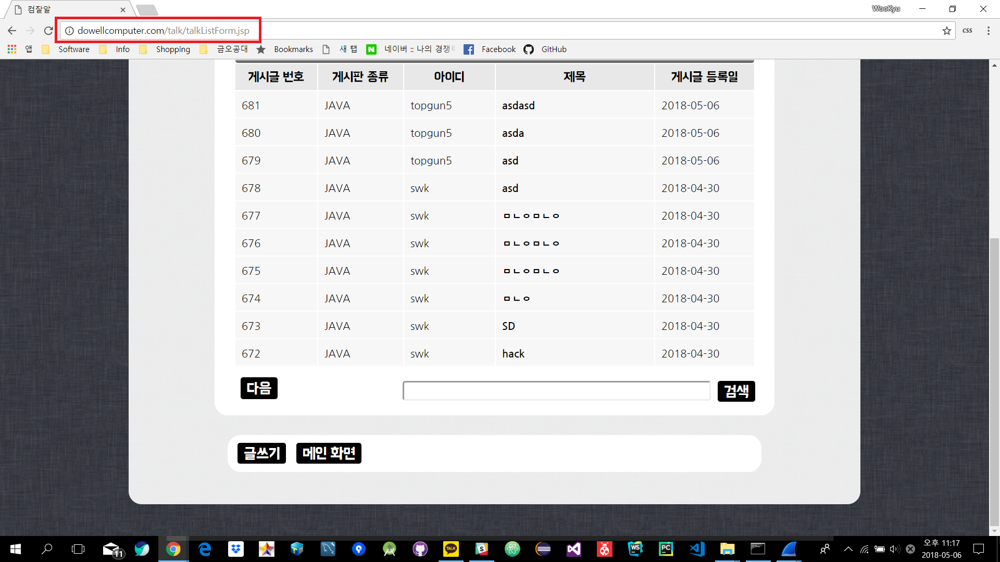 컴잘알
WooKyu
dowellcomputer.com/talk/talkListForm.jsp
css
앱 Software Info Shopping 금오공대 Bookmarks 새 탭 네이버 :: 나의 경쟁 Facebook GitHub
게시글 번호 게시판 종류 아이디 제목 게시글 등록일
681 JAVA topgun5 asdasd 2018-05-06
680 JAVA topgun5 asda 2018-05-06
679 JAVA topgun5 asd 2018-05-06
678 JAVA swk asd 2018-04-30
677 JAVA swk ㅁㄴㅇㅁㄴㅇ 2018-04-30
676 JAVA swk ㅁㄴㅇㅁㄴㅇ 2018-04-30
675 JAVA swk ㅁㄴㅇㅁㄴㅇ 2018-04-30
674 JAVA swk ㅁㄴㅇ 2018-04-30
673 JAVA swk SD 2018-04-30
672 JAVA swk hack 2018-04-30
다음 검색
글쓰기 메인 화면
11
TALK
S
WS
PC
오후 11:17
2018-05-06